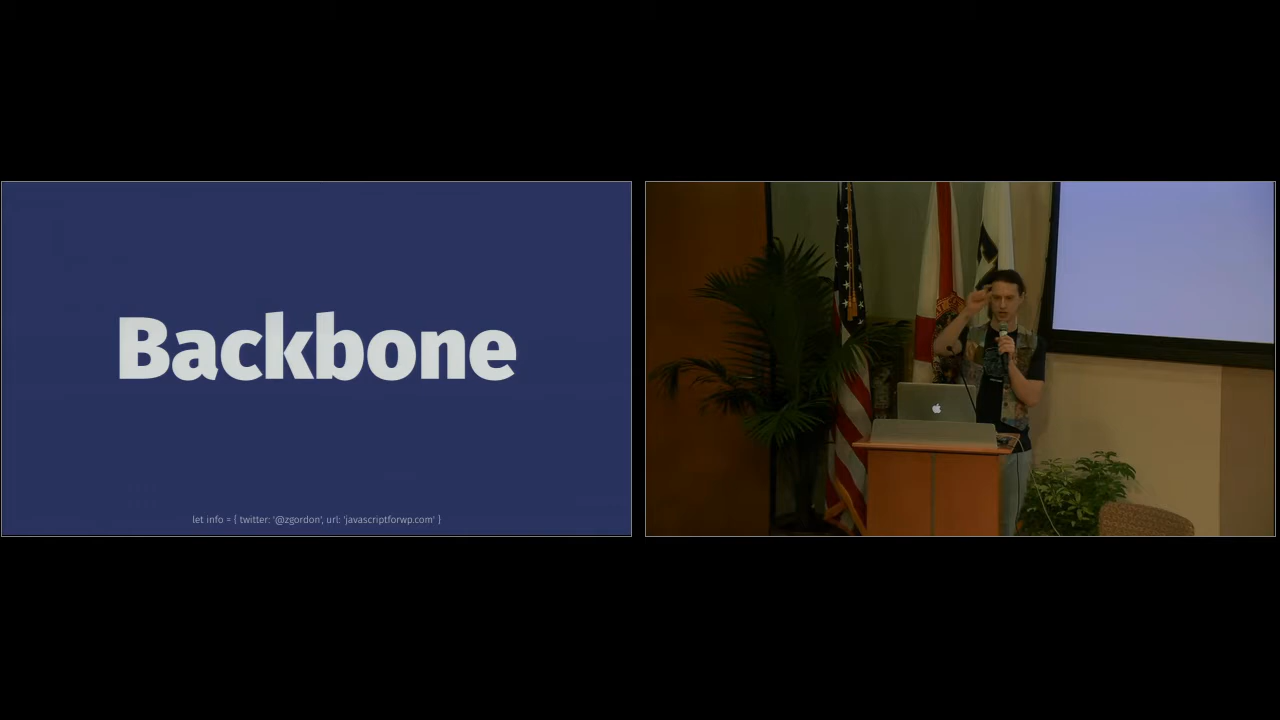 Backbone
let info = { twitter: '@zgordon', url: 'javascriptforwp.com' }